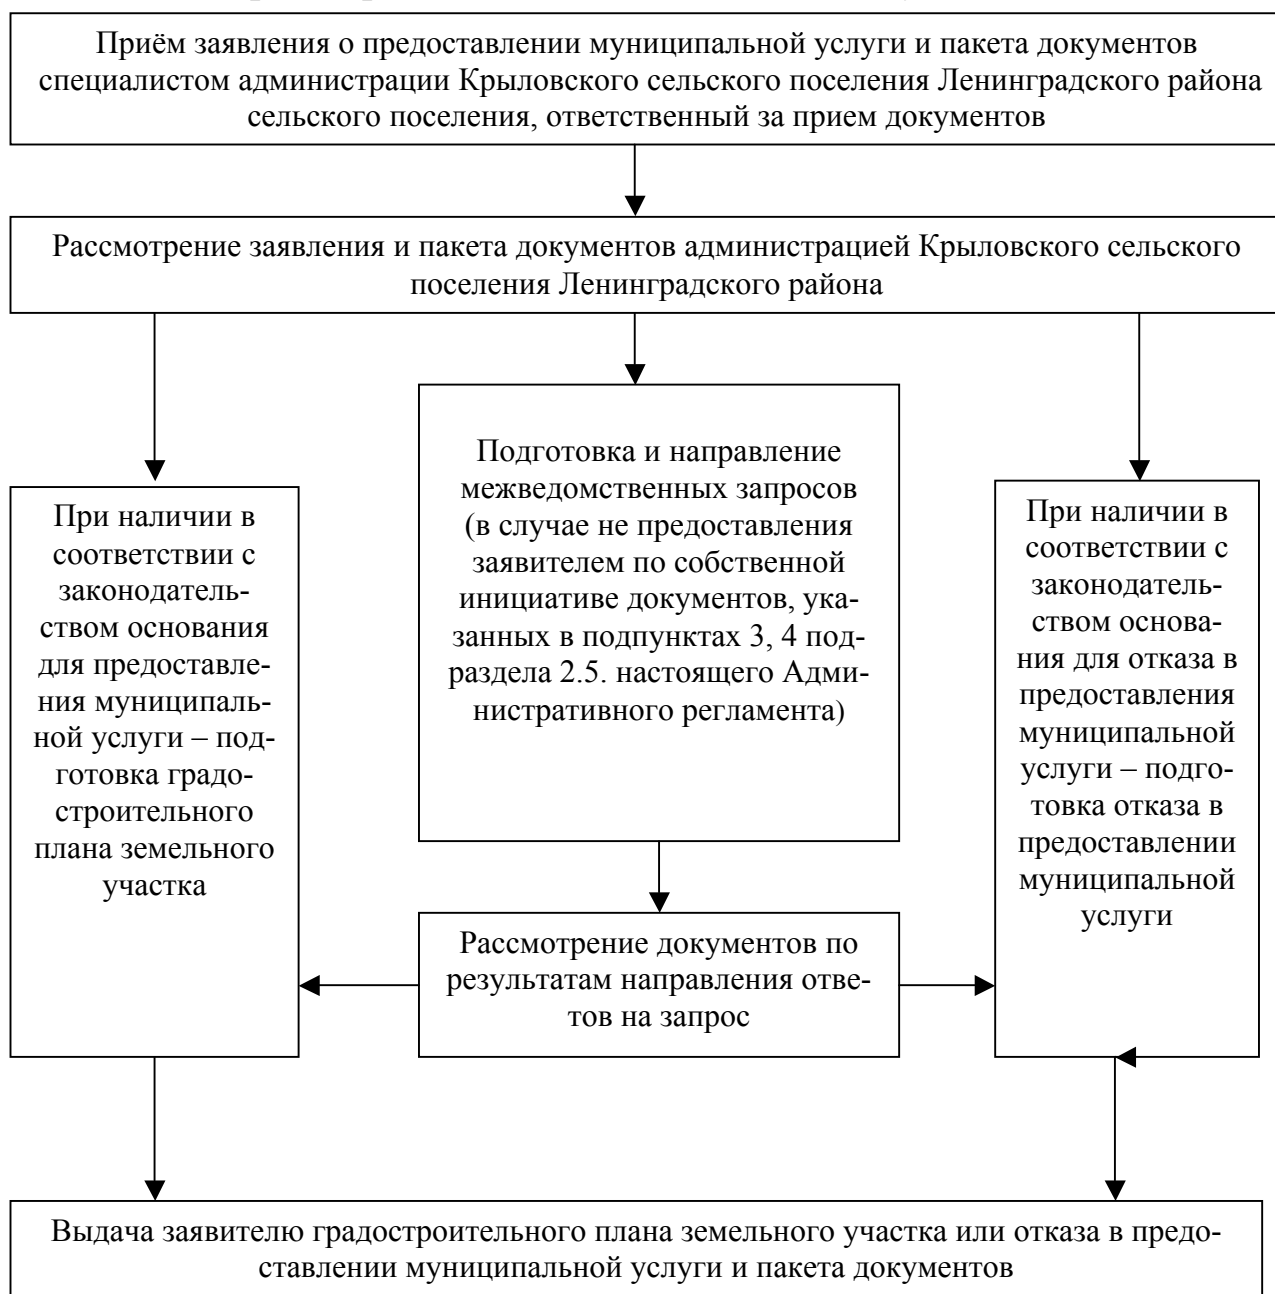 Приём заявления о предоставлении муниципальной услуги и пакета документов
специалистом администрации Крыловского сельского поселения Ленинградского района
сельского поселения, ответственный за прием документов
Рассмотрение заявления и пакета документов администрацией Крыловского сельского
поселения Ленинградского района
При наличии в
соответствии с
законодатель-
ством основания
для предоставле-
ния муниципаль-
ной услуги – под-
готовка градо-
строительного
плана земельного
участка
Подготовка и направление
межведомственных запросов
(в случае не предоставления
заявителем по собственной
инициативе документов, ука-
занных в подпунктах 3, 4 под-
раздела 2.5. настоящего Адми-
нистративного регламента)
При наличии в
соответствии с
законодатель-
ством основа-
ния для отказа в
предоставления
муниципальной
услуги – подго-
товка отказа в
предоставлении
муниципальной
услуги
Рассмотрение документов по
результатам направления отве-
тов на запрос
Выдача заявителю градостроительного плана земельного участка или отказа в предо-
ставлении муниципальной услуги и пакета документов